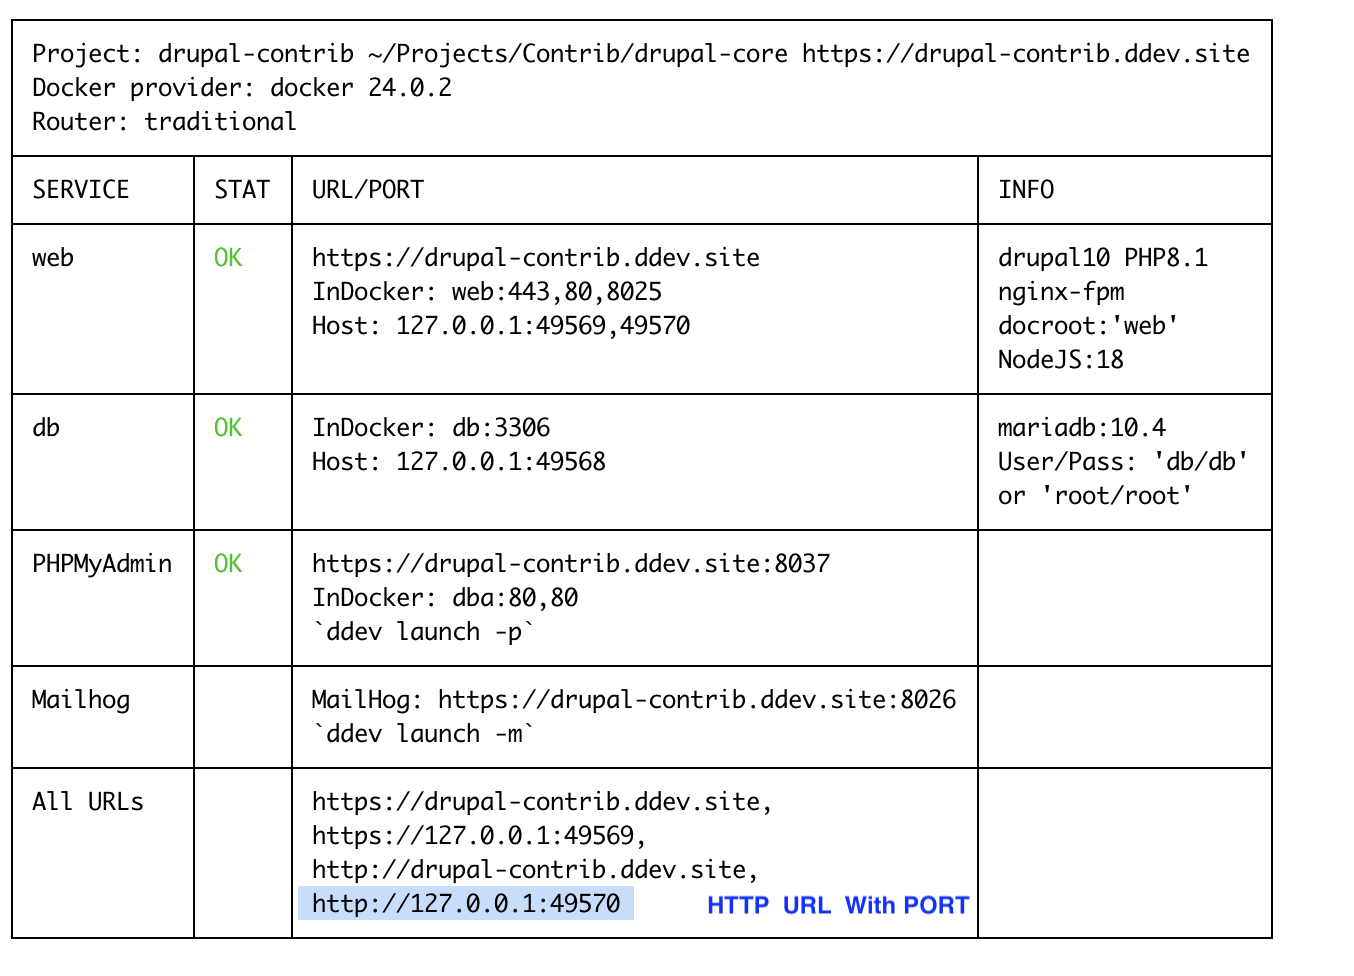 Project: drupal-contrib ~/Projects/Contrib/drupal-core https://drupal-contrib.ddev.site
Docker provider: docker 24.0.2
Router: traditional
SERVICE STAT URL/PORT INFO
web OK https://drupal-contrib.ddev.site drupal10 PHP8.1
InDocker: web:443,80,8025 nginx-fpm
Host: 127.0.0.1:49569,49570 docroot:'web'
NodeJS:18
db OK InDocker: db:3306 mariadb:10.4
Host: 127.0.0.1:49568 User/Pass: 'db/db'
or 'root/root'
PHPMyAdmin OK https://drupal-contrib.ddev.site:8037
InDocker: dba:80,80
`ddev launch -p`
Mailhog MailHog: https://drupal-contrib.ddev.site:8026
`ddev launch -m`
All URLs https://drupal-contrib.ddev.site,
https://127.0.0.1:49569,
http://drupal-contrib.ddev.site,
http://127.0.0.1:49570 HTTP URL With PORT